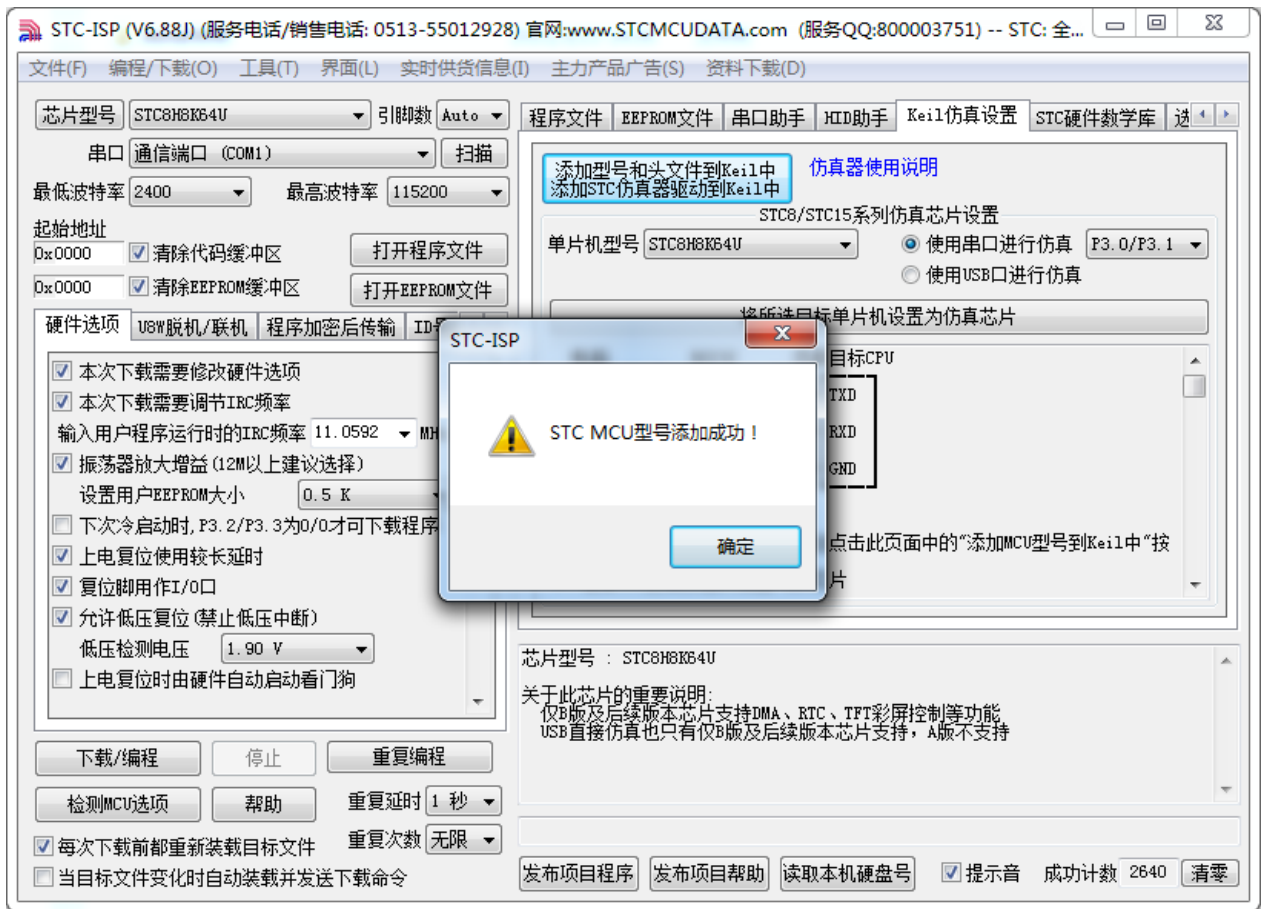 STC-ISP (V6.88J) (服务电话/销售电话: 0513-55012928) 官网:www.STCMCUDATA.com (服务QQ:800003751) -- STC: 全...
文件(F) 编程/下载(O) 工具(T) 界面(L) 实时供货信息(I) 主力产品广告(S) 资料下载(D)
芯片型号 STC8H8K64U 引脚数 Auto
串口 通信端口 (COM1) 扫描
最低波特率 2400 最高波特率 115200
起始地址
0x0000 清除代码缓冲区 打开程序文件
0x0000 清除EEPROM缓冲区 打开EEPROM文件
硬件选项 U8W脱机/联机 程序加密后传输
本次下载需要修改硬件选项
本次下载需要调节IRC频率
输入用户程序运行时的IRC频率 11.0592
振荡器放大增益(12M以上建议选择)
设置用户EEPROM大小 0.5 K
下次冷启动时,P3.2/P3.3为0/0才可下载程序
上电复位使用较长延时
复位脚用作I/O口
允许低压复位(禁止低压中断)
低压检测电压 1.90 V
上电复位时由硬件自动启动看门狗
下载/编程 停止 重复编程
检测MCU选项 帮助 重复延时 1 秒
重复次数 无限
每次下载前都重新装载目标文件
当目标文件变化时自动装载并发送下载命令
程序文件 EEPROM文件 串口助手 HID助手 Keil仿真设置 STC硬件数学库 选
添加型号和头文件到Keil中
添加STC仿真器驱动到Keil中
仿真器使用说明
STC8/STC15系列仿真芯片设置
单片机型号 STC8H8K64U 使用串口进行仿真 P3.0/P3.1
使用USB口进行仿真
将所选目标单片机设置为仿真芯片
目标CPU
TXD
RXD
GND
点击此页面中的“添加MCU型号到Keil中“按
片
STC-ISP
STC MCU型号添加成功！
确定
芯片型号 : STC8H8K64U
关于此芯片的重要说明:
仅B版及后续版本芯片支持DMA、RTC、TFT彩屏控制等功能
USB直接仿真也只有仅B版及后续版本芯片支持，A版不支持
发布项目程序 发布项目帮助 读取本机硬盘号 提示音 成功计数 2640 清零